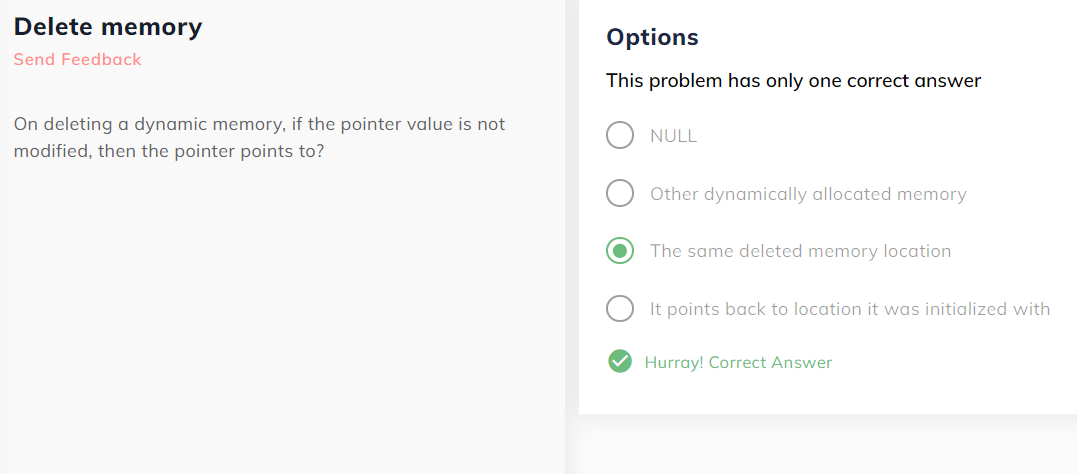 Delete memory
Send Feedback
On deleting a dynamic memory, if the pointer value is not
modified, then the pointer points to?
Options
This problem has only one correct answer
NULL
Other dynamically allocated memory
The same deleted memory location
It points back to location it was initialized with
Hurray! Correct Answer